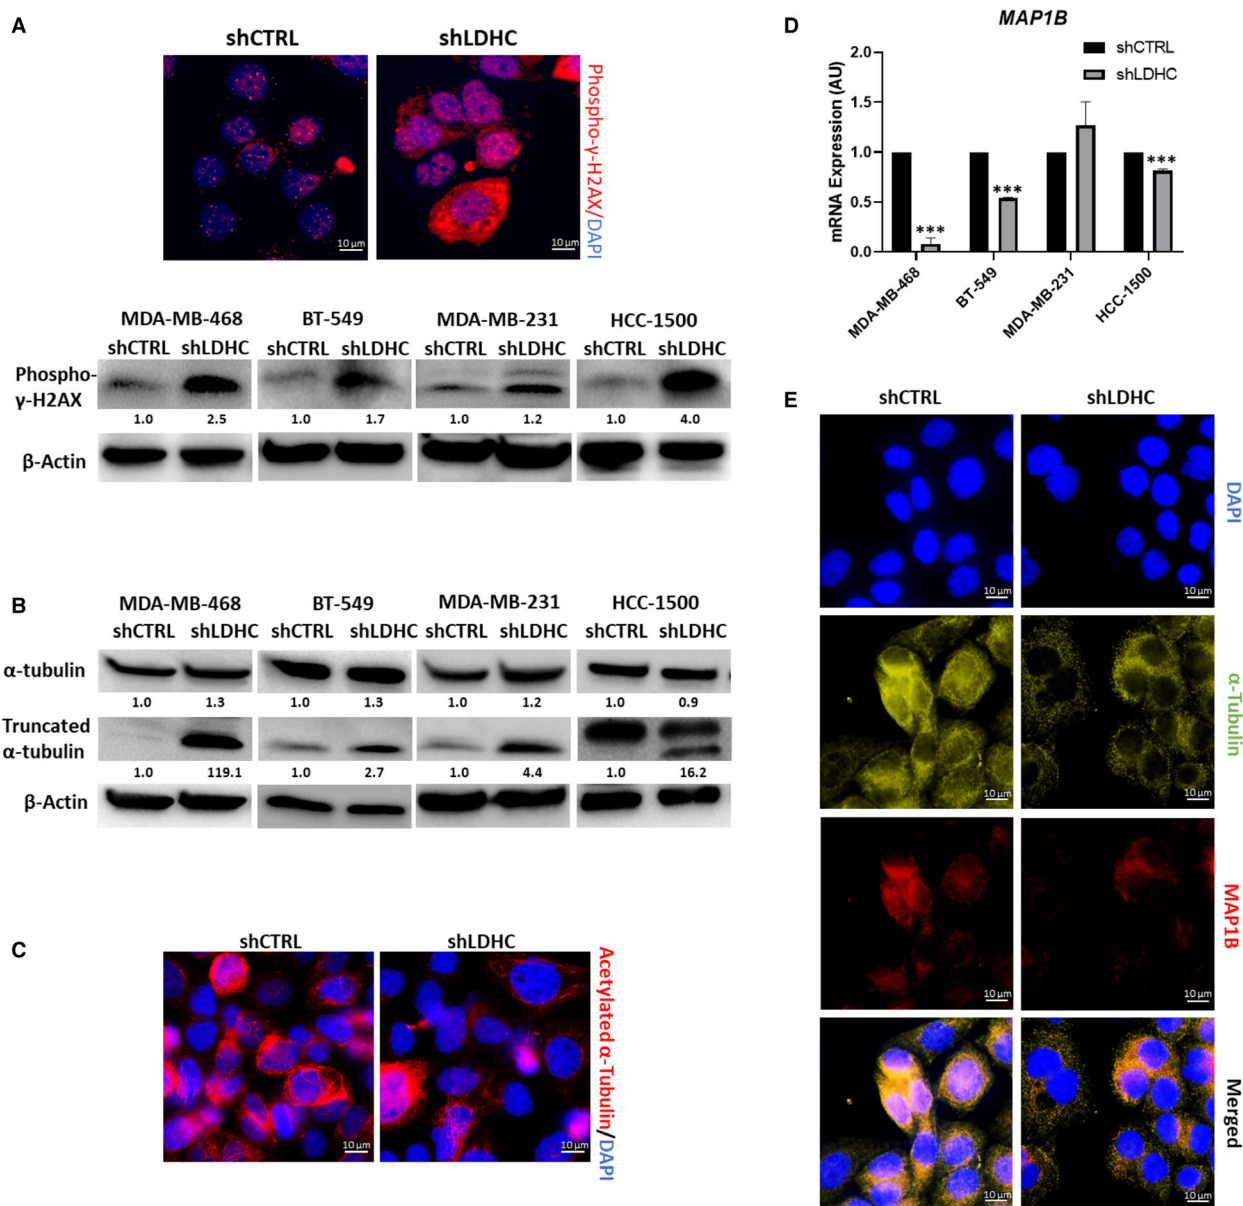 A
shCTRL shLDHC
Phospho-γ-H2AX/DAPI
10 µm 10 µm
MDA-MB-468 BT-549 MDA-MB-231 HCC-1500
shCTRL shLDHC shCTRL shLDHC shCTRL shLDHC shCTRL shLDHC
Phospho-
γ-H2AX
1.0 2.5 1.0 1.7 1.0 1.2 1.0 4.0
β-Actin
B
MDA-MB-468 BT-549 MDA-MB-231 HCC-1500
shCTRL shLDHC shCTRL shLDHC shCTRL shLDHC shCTRL shLDHC
α-tubulin
1.0 1.3 1.0 1.3 1.0 1.2 1.0 0.9
Truncated
α-tubulin
1.0 119.1 1.0 2.7 1.0 4.4 1.0 16.2
β-Actin
C
shCTRL shLDHC
Acetylated α-Tubulin/DAPI
10 µm 10 µm
D
MAP1B
shCTRL
shLDHC
mRNA Expression (AU)
2.0
1.5
1.0
0.5
0.0
*** *** ***
MDA-MB-468 BT-549 MDA-MB-231 HCC-1500
E
shCTRL shLDHC
DAPI
10 µm 10 µm
α-Tubulin
10 µm 10 µm
MAP1B
10 µm 10 µm
Merged
10 µm 10 µm